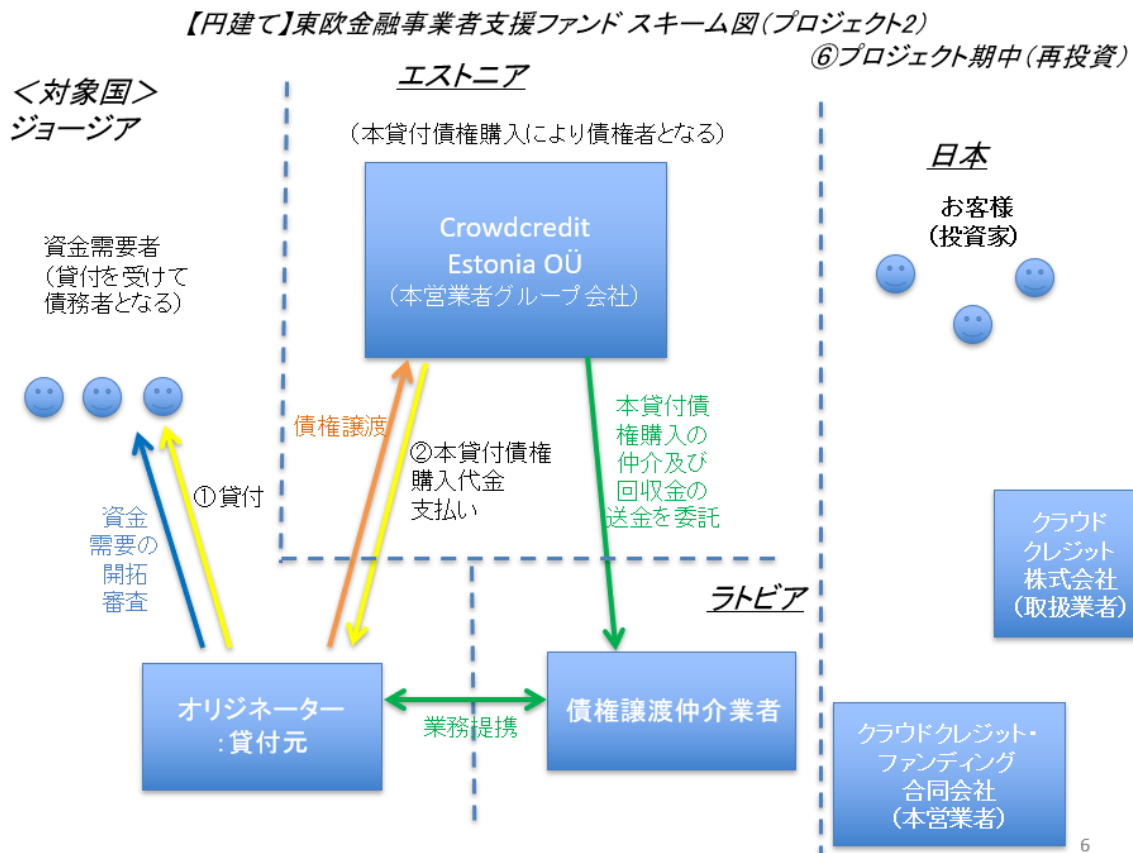 【円建て】東欧金融事業者支援ファンド スキーム図(プロジェクト2)
⑥プロジェクト期中(再投資)
＜対象国＞
ジョージア
エストニア
(本貸付債権購入により債権者となる)
日本
Crowdcredit
Estonia OÜ
(本営業者グループ会社)
お客様
(投資家)
資金需要者
(貸付を受けて
債務者となる)
債権譲渡
②本貸付債権
購入代金
支払い
本貸付債
権購入の
仲介及び
回収金の
送金を委託
①貸付
資金
需要の
開拓
審査
クラウド
クレジット
株式会社
(取扱業者)
ラトビア
オリジネーター
:貸付元
業務提携
債権譲渡仲介業者
クラウドクレジット・
ファンディング
合同会社
(本営業者)
6